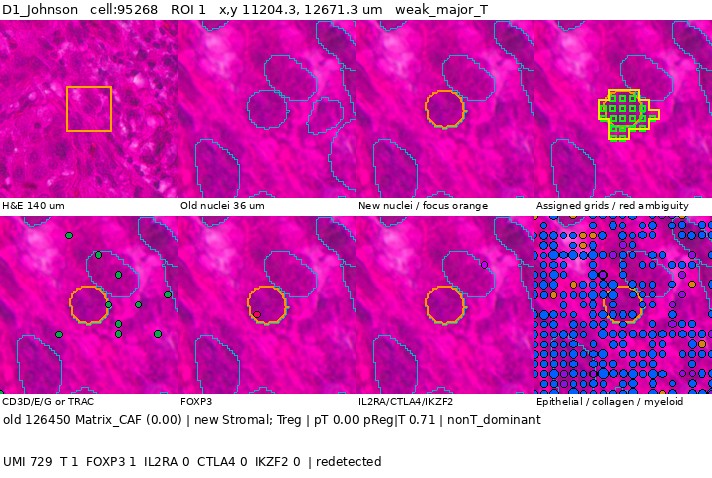 D1_Johnson cell:95268 ROI 1 x,y 11204.3, 12671.3 um weak_major_T
H&E 140 um
Old nuclei 36 um
New nuclei / focus orange
Assigned grids / red ambiguity
CD3D/E/G or TRAC
FOXP3
IL2RA/CTLA4/IKZF2
Epithelial / collagen / myeloid
old 126450 Matrix_CAF (0.00) | new Stromal; Treg | pT 0.00 pReg|T 0.71 | nonT_dominant
UMI 729 T 1 FOXP3 1 IL2RA 0 CTLA4 0 IKZF2 0 | redetected